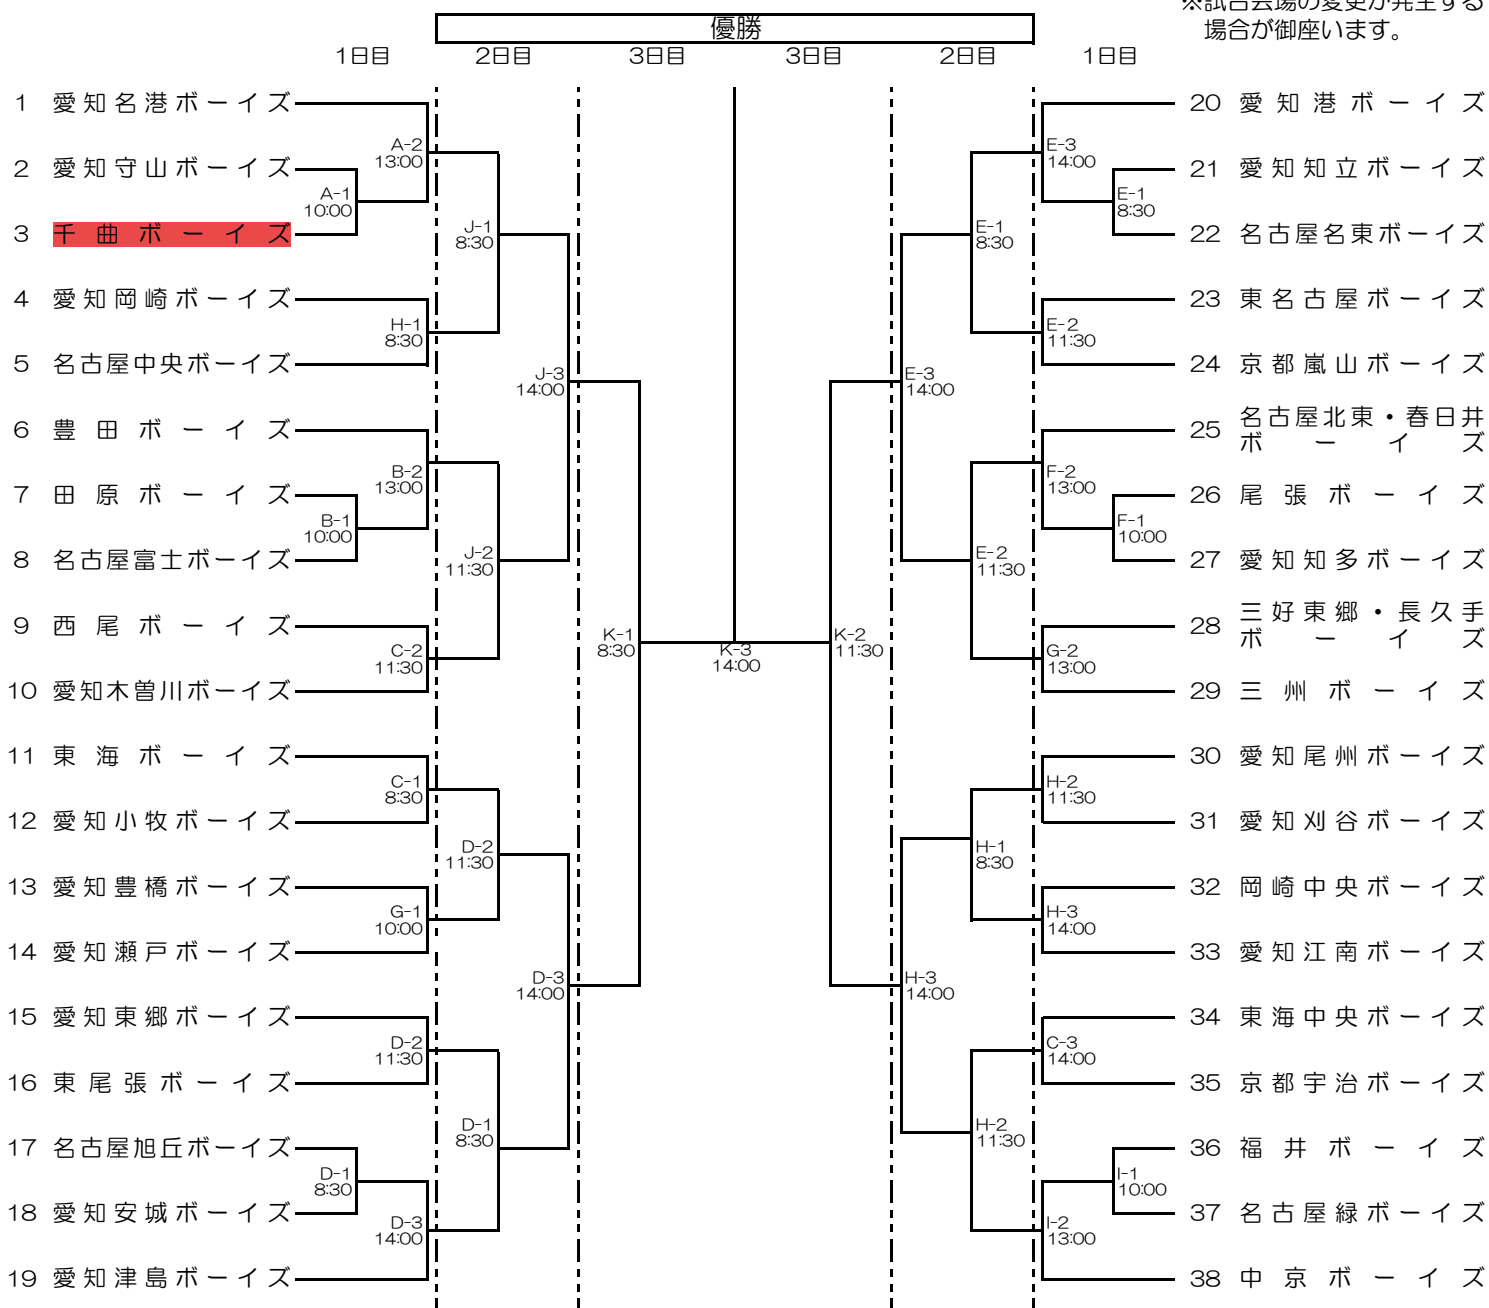 ※試合会場の変更が発生する
場合が御座います。
優勝
1日目 2日目 3日目 3日目 2日目 1日目
1 愛知名港ボーイズ
2 愛知守山ボーイズ
3 千曲ボーイズ
4 愛知岡崎ボーイズ
5 名古屋中央ボーイズ
6 豊田ボーイズ
7 田原ボーイズ
8 名古屋富士ボーイズ
9 西尾ボーイズ
10 愛知木曽川ボーイズ
11 東海ボーイズ
12 愛知小牧ボーイズ
13 愛知豊橋ボーイズ
14 愛知瀬戸ボーイズ
15 愛知東郷ボーイズ
16 東尾張ボーイズ
17 名古屋旭丘ボーイズ
18 愛知安城ボーイズ
19 愛知津島ボーイズ
A-2
13:00
A-1
10:00
H-1
8:30
B-2
13:00
B-1
10:00
C-2
11:30
C-1
8:30
G-1
10:00
D-2
11:30
D-1
8:30
D-3
14:00
J-1
8:30
J-3
14:00
J-2
11:30
D-2
11:30
D-3
14:00
D-1
8:30
K-1
8:30
K-3
14:00
K-2
11:30
E-1
8:30
E-3
14:00
E-2
11:30
H-1
8:30
H-3
14:00
H-2
11:30
E-3
14:00
E-1
8:30
E-2
11:30
F-2
13:00
F-1
10:00
G-2
13:00
H-2
11:30
H-3
14:00
C-3
14:00
I-1
10:00
I-2
13:00
20 愛知港ボーイズ
21 愛知知立ボーイズ
22 名古屋名東ボーイズ
23 東名古屋ボーイズ
24 京都嵐山ボーイズ
25 名古屋北東・春日井
ボーイズ
26 尾張ボーイズ
27 愛知知多ボーイズ
28 三好東郷・長久手
ボーイズ
29 三州ボーイズ
30 愛知尾州ボーイズ
31 愛知刈谷ボーイズ
32 岡崎中央ボーイズ
33 愛知江南ボーイズ
34 東海中央ボーイズ
35 京都宇治ボーイズ
36 福井ボーイズ
37 名古屋緑ボーイズ
38 中京ボーイズ